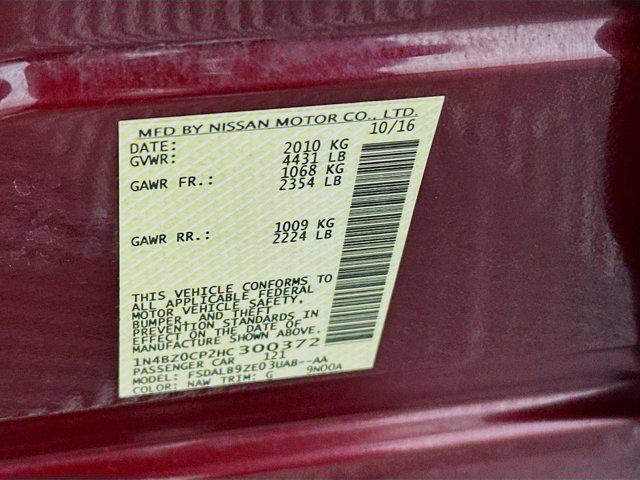 MFD BY NISSAN MOTOR CO., LTD.
10/16
DATE:
GVWR: 2010 KG
4431 LB
GAWR FR.: 1068 KG
2354 LB
GAWR RR.: 1009 KG
2224 LB
THIS VEHICLE CONFORMS TO
ALL APPLICABLE FEDERAL
MOTOR VEHICLE SAFETY,
BUMPER, AND THEFT
PREVENTION STANDARDS IN
EFFECT ON THE DATE OF
MANUFACTURE SHOWN ABOVE.
1N4BZ0CP2HC300372
PASSENGER CAR 121
MODEL: FSDALB9ZE03UAB--AA
COLOR: NAW TRIM: G 9N00A